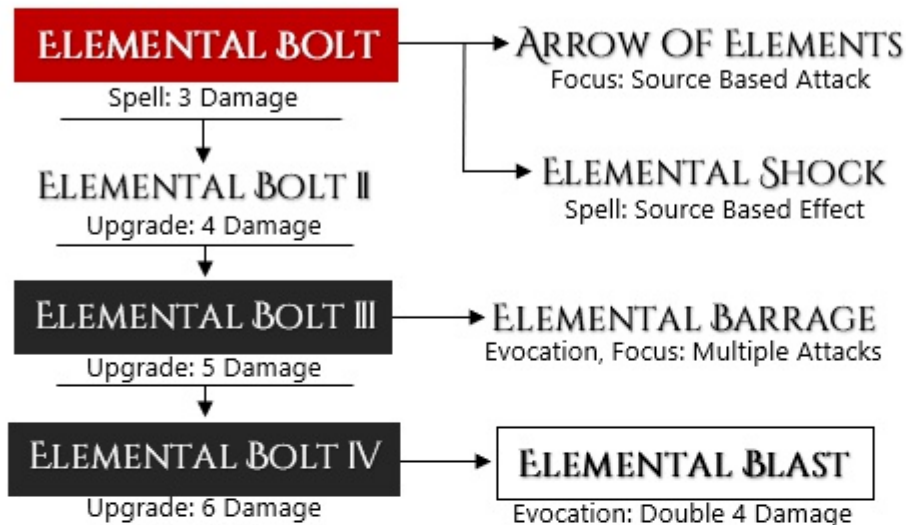 Elemental Bolt
Spell: 3 Damage
Arrow Of Elements
Focus: Source Based Attack
Elemental Shock
Spell: Source Based Effect
Elemental Bolt II
Upgrade: 4 Damage
Elemental Bolt III
Upgrade: 5 Damage
Elemental Barrage
Evocation, Focus: Multiple Attacks
Elemental Bolt IV
Upgrade: 6 Damage
Elemental Blast
Evocation: Double 4 Damage